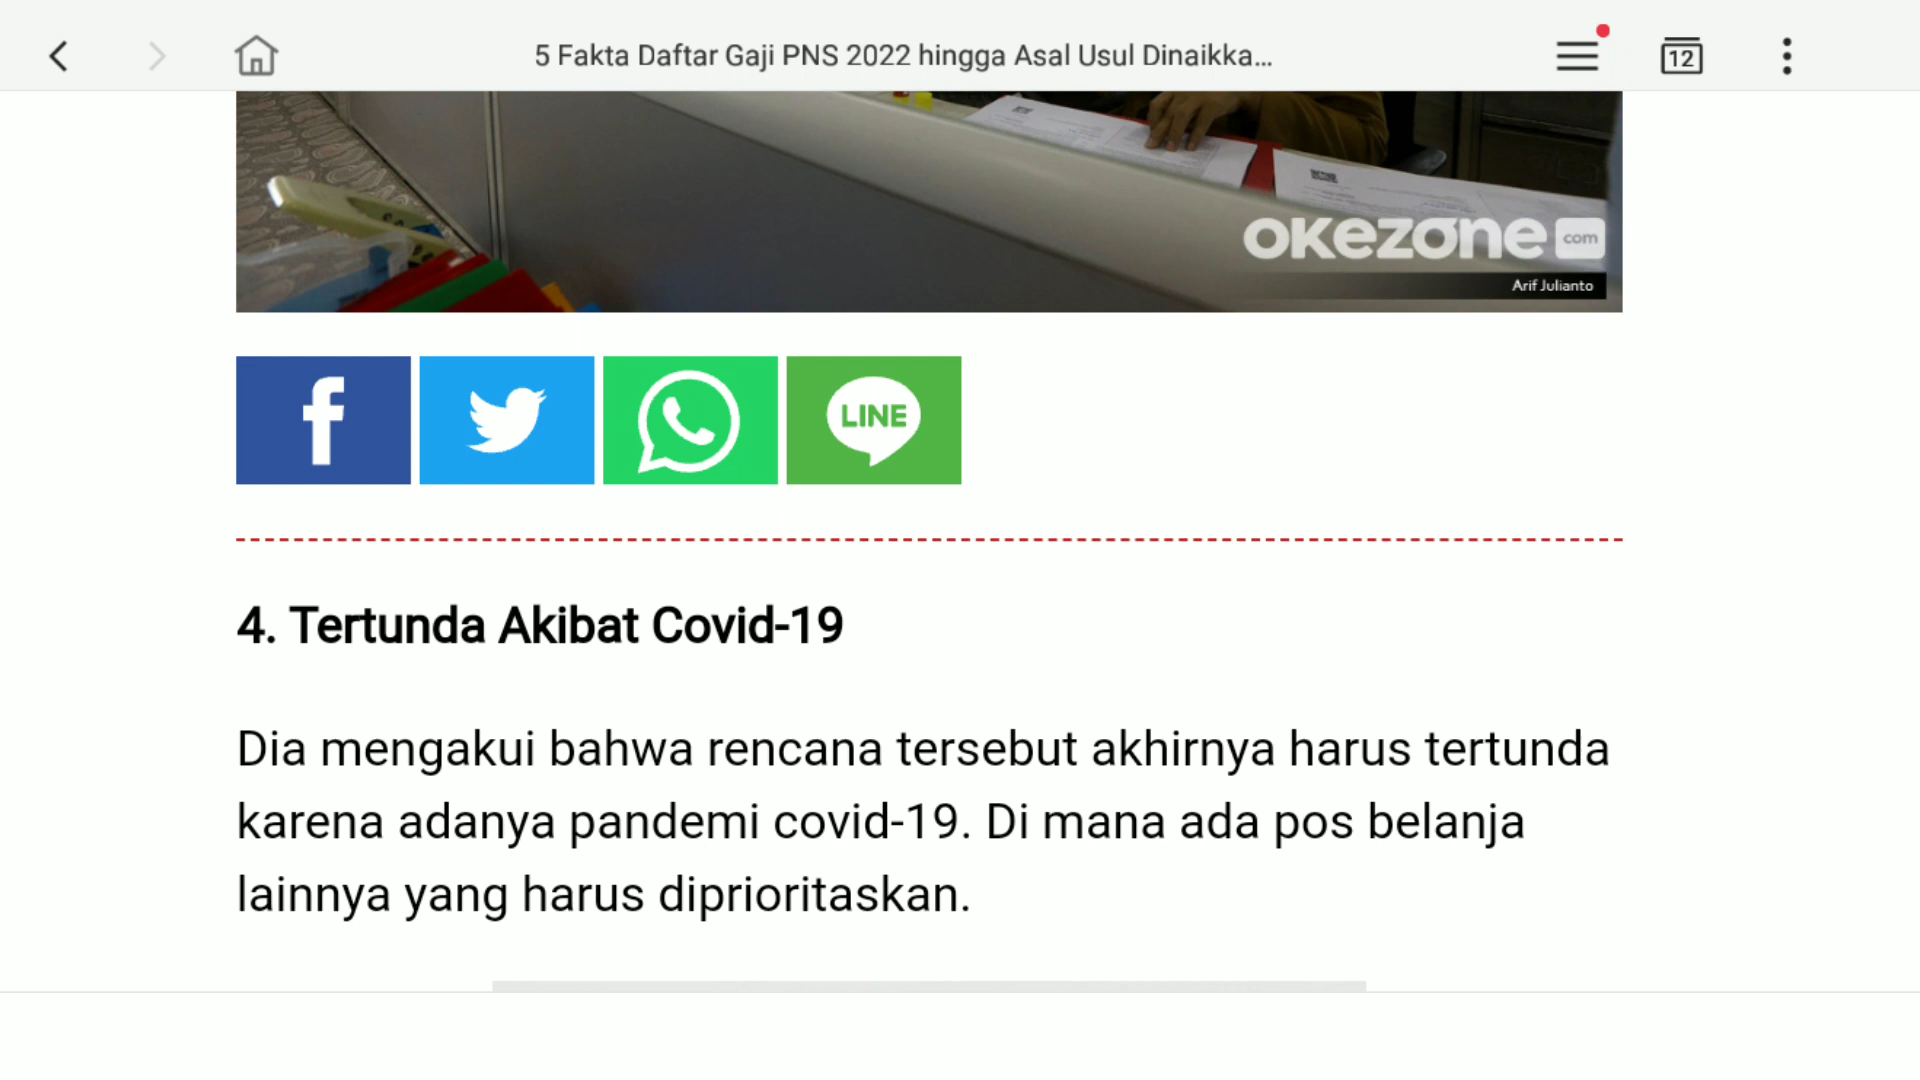 5 Fakta Daftar Gaji PNS 2022 hingga Asal Usul Dinaikka...
12
OKEZONE com
Arif Julianto
LINE
4. Tertunda Akibat Covid-19
Dia mengakui bahwa rencana tersebut akhirnya harus tertunda
karena adanya pandemi covid-19. Di mana ada pos belanja
lainnya yang harus diprioritaskan.